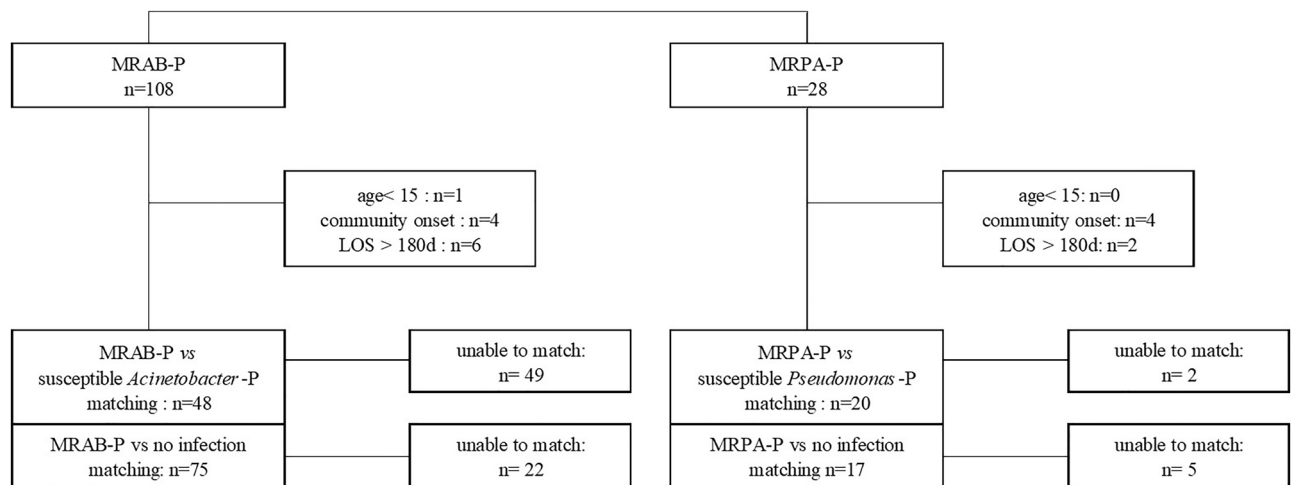 MRAB-P
n=108
MRPA-P
n=28
age< 15 : n=1
community onset : n=4
LOS > 180d : n=6
age< 15: n=0
community onset: n=4
LOS > 180d: n=2
MRAB-P vs
susceptible Acinetobacter -P
matching : n=48
unable to match:
n= 49
MRPA-P vs
susceptible Pseudomonas -P
matching : n=20
unable to match:
n= 2
MRAB-P vs no infection
matching: n=75
unable to match:
n= 22
MRPA-P vs no infection
matching n=17
unable to match:
n= 5